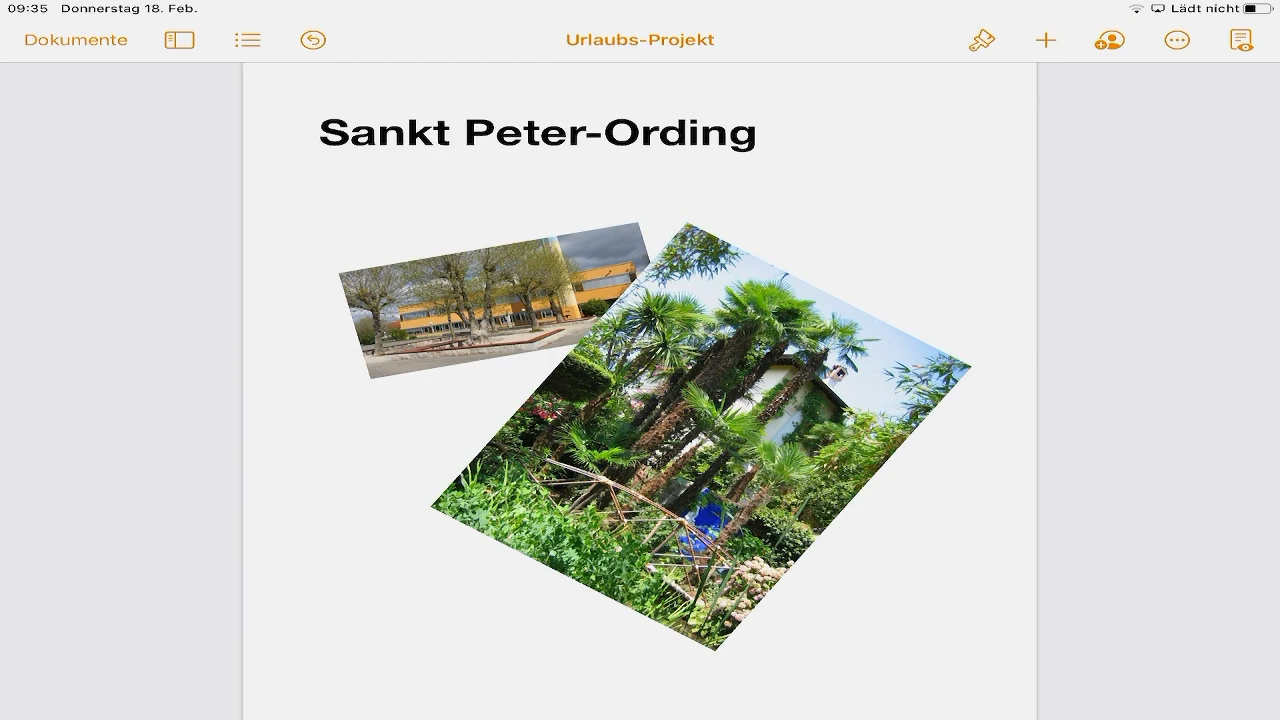 09:35 Donnerstag 18. Feb. Lädt nicht
Dokumente Urlaubs-Projekt
Sankt Peter-Ording